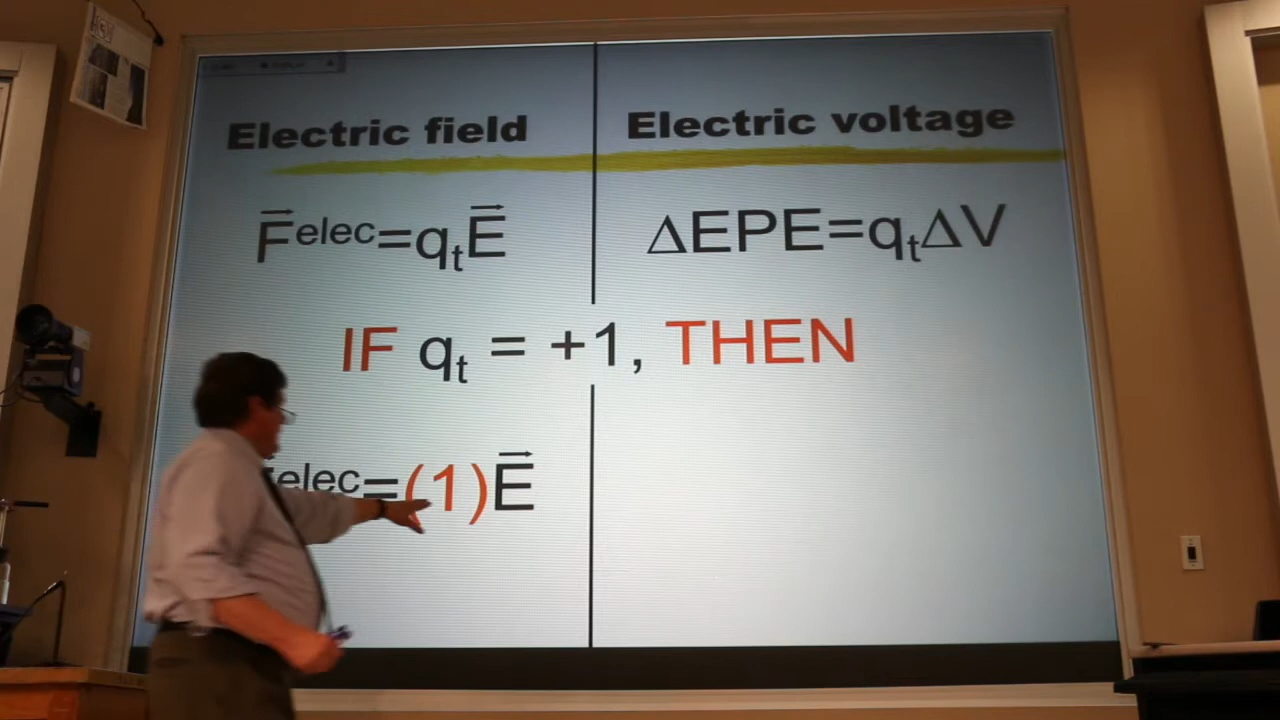 Electric field
Electric voltage
F⃗ᵉˡᵉᶜ=qₜE⃗
ΔEPE=qₜΔV
IF qₜ = +1, THEN
ᵉˡᵉᶜ=(1)E⃗